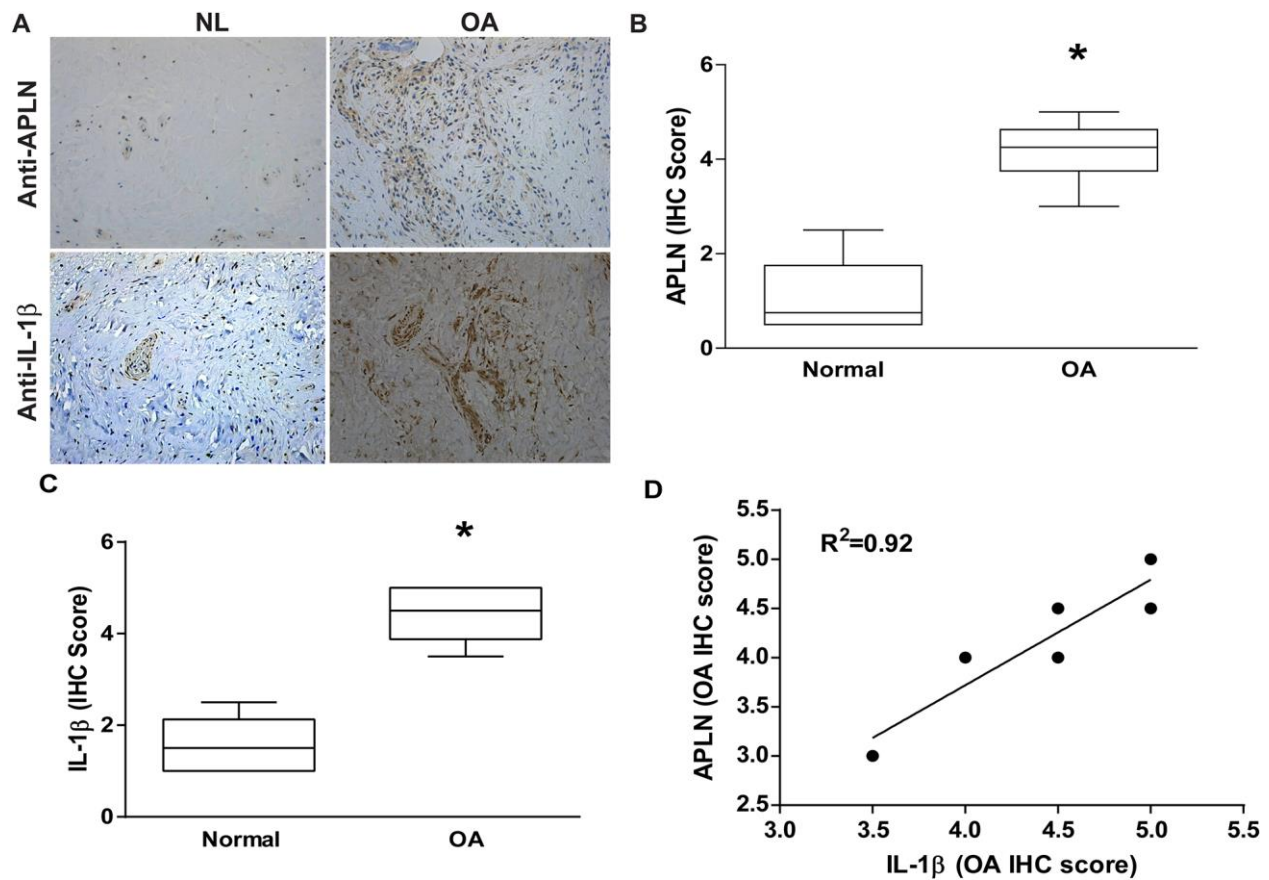 A
NL
OA
Anti-APLN
Anti-IL-1β
B
*
6
4
2
0
APLN (IHC Score)
Normal
OA
C
*
6
4
2
0
IL-1β (IHC Score)
Normal
OA
D
R²=0.92
5.5
5.0
4.5
4.0
3.5
3.0
2.5
APLN (OA IHC score)
3.0 3.5 4.0 4.5 5.0 5.5
IL-1β (OA IHC score)